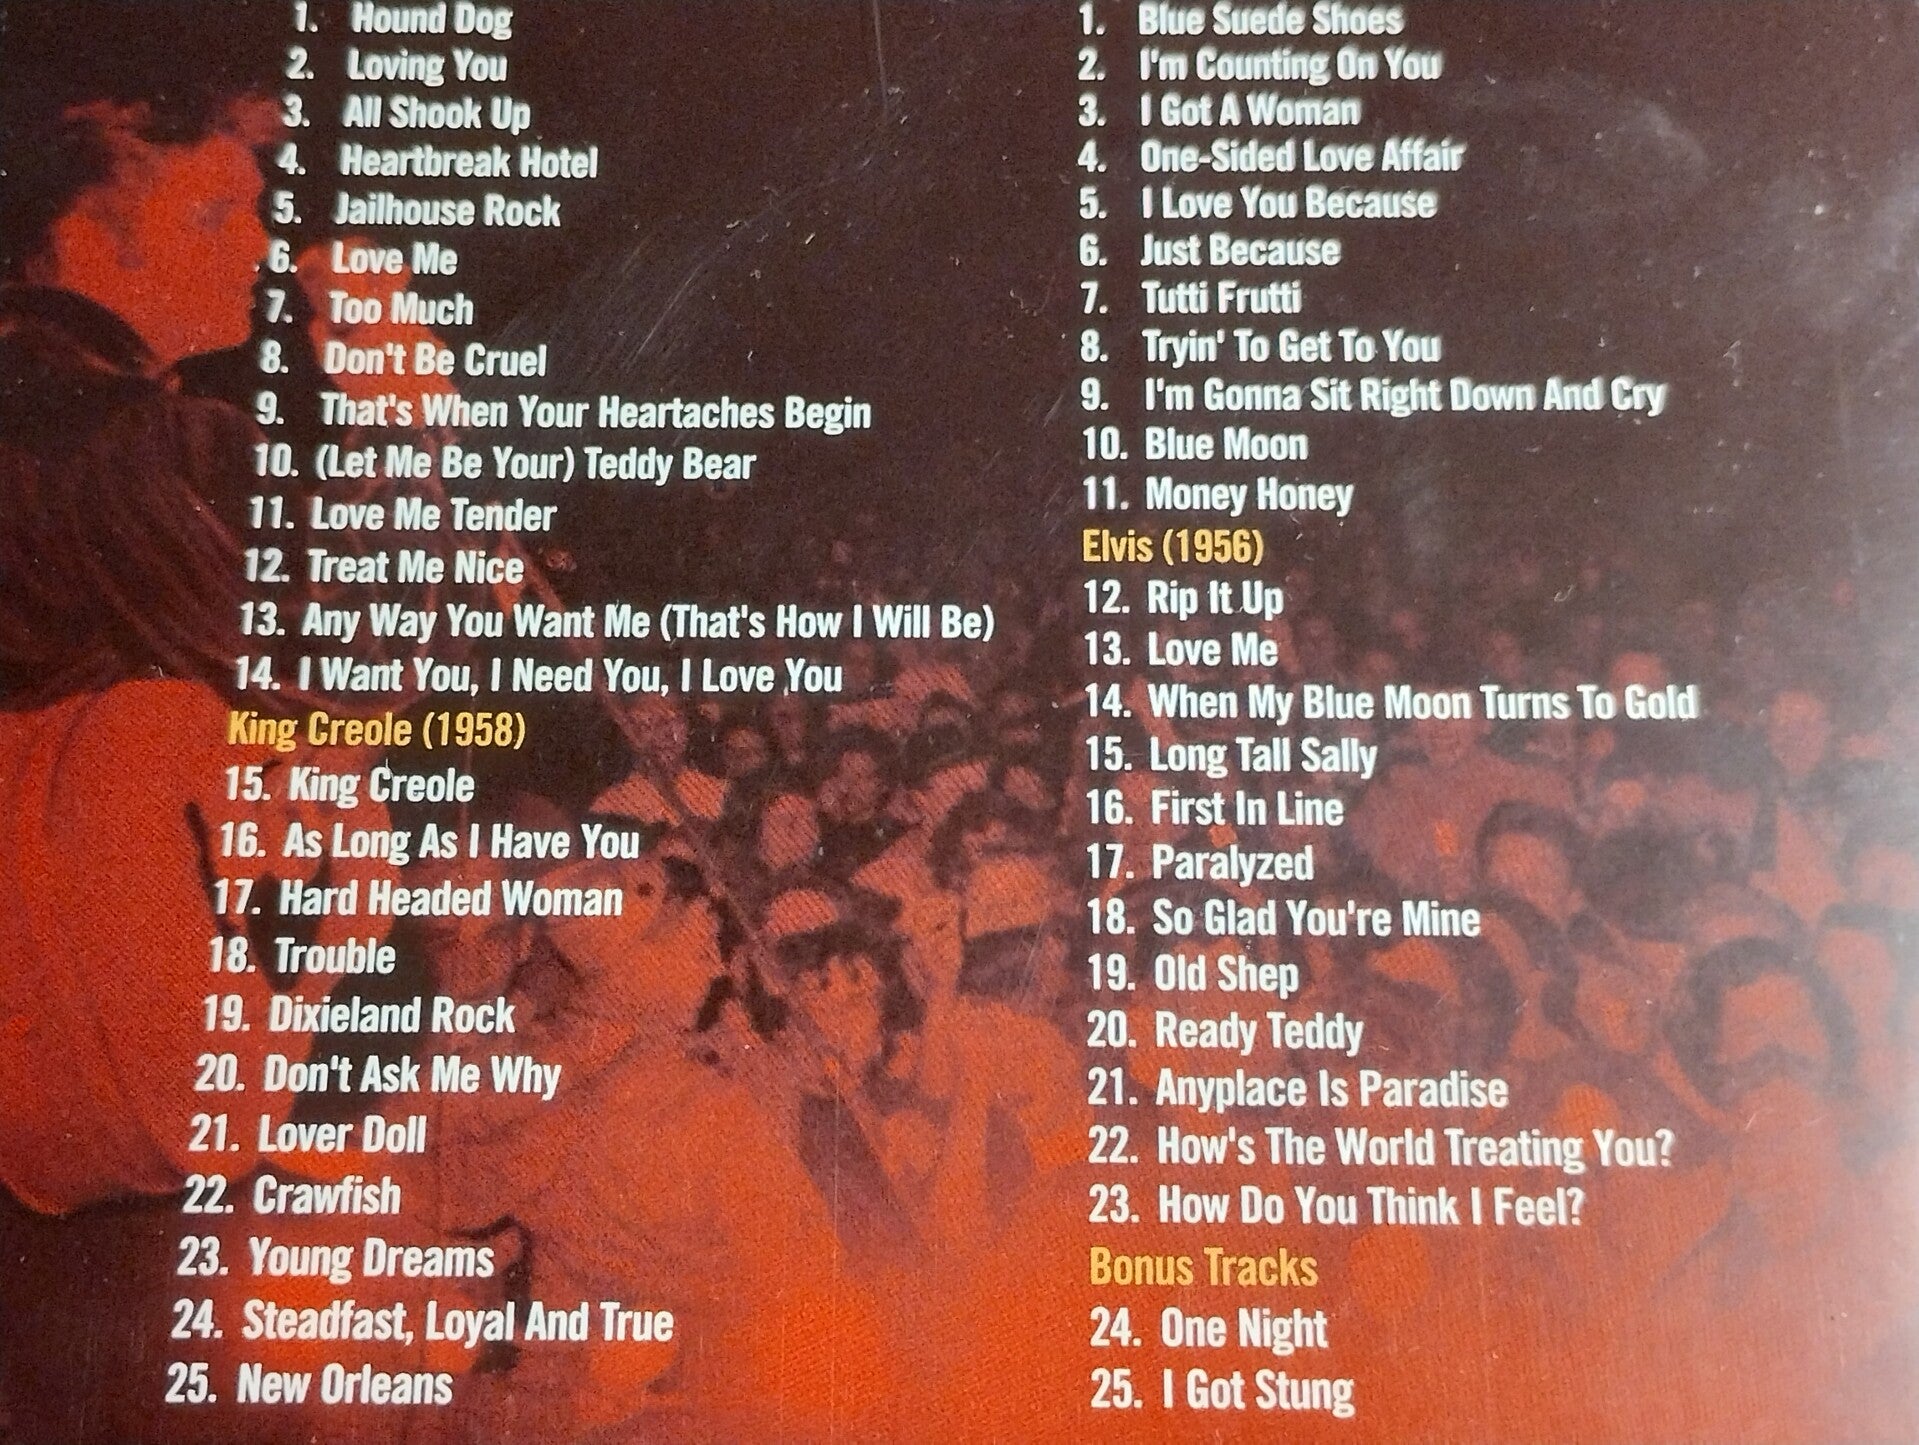 1. Hound Dog
2. Loving You
3. All Shook Up
4. Heartbreak Hotel
5. Jailhouse Rock
6. Love Me
7. Too Much
8. Don't Be Cruel
9. That's When Your Heartaches Begin
10. (Let Me Be Your) Teddy Bear
11. Love Me Tender
12. Treat Me Nice
13. Any Way You Want Me (That's How I Will Be)
14. I Want You, I Need You, I Love You
King Creole (1958)
15. King Creole
16. As Long As I Have You
17. Hard Headed Woman
18. Trouble
19. Dixieland Rock
20. Don't Ask Me Why
21. Lover Doll
22. Crawfish
23. Young Dreams
24. Steadfast, Loyal And True
25. New Orleans
1. Blue Suede Shoes
2. I'm Counting On You
3. I Got A Woman
4. One-Sided Love Affair
5. I Love You Because
6. Just Because
7. Tutti Frutti
8. Tryin' To Get To You
9. I'm Gonna Sit Right Down And Cry
10. Blue Moon
11. Money Honey
Elvis (1956)
12. Rip It Up
13. Love Me
14. When My Blue Moon Turns To Gold
15. Long Tall Sally
16. First In Line
17. Paralyzed
18. So Glad You're Mine
19. Old Shep
20. Ready Teddy
21. Anyplace Is Paradise
22. How's The World Treating You?
23. How Do You Think I Feel?
Bonus Tracks
24. One Night
25. I Got Stung